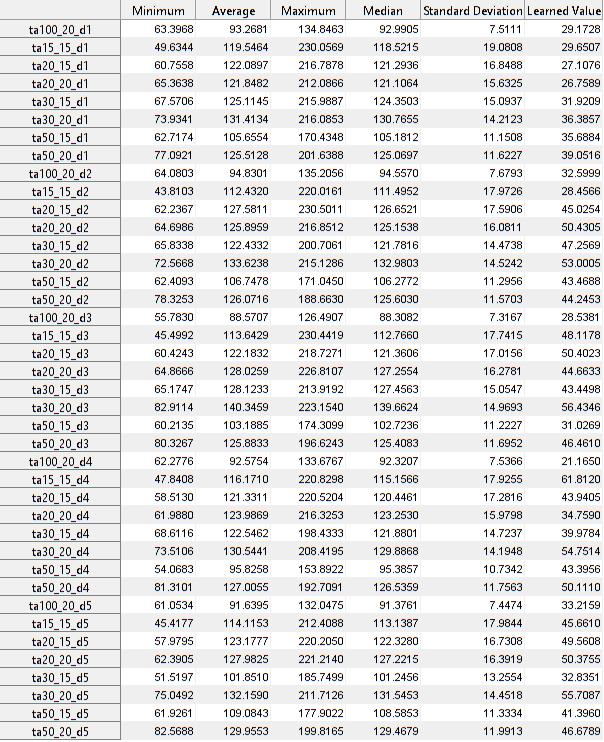 Minimum Average Maximum Median Standard Deviation Learned Value
ta100_20_d1 63.3968 93.2681 134.8463 92.9905 7.5111 29.1728
ta15_15_d1 49.6344 119.5464 230.0569 118.5215 19.0808 29.6507
ta20_15_d1 60.7558 122.0897 216.7878 121.2936 16.8488 27.1076
ta20_20_d1 65.3638 121.8482 212.0866 121.1064 15.6325 26.7589
ta30_15_d1 67.5706 125.1145 215.9887 124.3503 15.0937 31.9209
ta30_20_d1 73.9341 131.4134 216.0853 130.7655 14.2123 36.3857
ta50_15_d1 62.7174 105.6554 170.4348 105.1812 11.1508 35.6884
ta50_20_d1 77.0921 125.5128 201.6388 125.0697 11.6227 39.0516
ta100_20_d2 64.0803 94.8301 135.2056 94.5570 7.6793 32.5999
ta15_15_d2 43.8103 112.4320 220.0161 111.4952 17.9726 28.4566
ta20_15_d2 62.2367 127.5811 230.5011 126.6521 17.5906 45.0254
ta20_20_d2 64.6986 125.8959 216.8512 125.1538 16.0811 50.4305
ta30_15_d2 65.8338 122.4332 200.7061 121.7816 14.4738 47.2569
ta30_20_d2 72.5668 133.6238 215.1286 132.9803 14.5242 53.0005
ta50_15_d2 62.4093 106.7478 171.0450 106.2772 11.2956 43.4688
ta50_20_d2 78.3253 126.0716 188.6630 125.6030 11.5703 44.2453
ta100_20_d3 55.7830 88.5707 126.4907 88.3082 7.3167 28.5381
ta15_15_d3 45.4992 113.6429 230.4419 112.7660 17.7415 48.1178
ta20_15_d3 60.4243 122.1832 218.7271 121.3606 17.0156 50.4023
ta20_20_d3 64.8666 128.0259 226.8107 127.2554 16.2781 44.6633
ta30_15_d3 65.1747 128.1233 213.9192 127.4563 15.0547 43.4498
ta30_20_d3 82.9114 140.3459 223.1540 139.6624 14.9693 56.4346
ta50_15_d3 60.2135 103.1885 174.3099 102.7236 11.2227 31.0269
ta50_20_d3 80.3267 125.8833 196.6243 125.4083 11.6952 46.4610
ta100_20_d4 62.2776 92.5754 133.6767 92.3207 7.5366 21.1650
ta15_15_d4 47.8408 116.1710 220.8298 115.1566 17.9255 61.8120
ta20_15_d4 58.5130 121.3311 220.5204 120.4461 17.2816 43.9405
ta20_20_d4 61.9880 123.9869 216.3253 123.2530 15.9798 34.7590
ta30_15_d4 68.6116 122.5462 198.4333 121.8801 14.7237 39.9784
ta30_20_d4 73.5106 130.5441 208.4195 129.8868 14.1948 54.7514
ta50_15_d4 54.0683 95.8258 153.8922 95.3857 10.7342 43.3956
ta50_20_d4 81.3101 127.0055 192.7091 126.5359 11.7563 50.1110
ta100_20_d5 61.0534 91.6395 132.0475 91.3761 7.4474 33.2159
ta15_15_d5 45.4177 114.1153 212.4088 113.1387 17.9844 45.6610
ta20_15_d5 57.9795 123.1777 220.2050 122.3280 16.7308 49.5608
ta20_20_d5 62.3905 127.9825 221.2140 127.2215 16.3919 50.3755
ta30_15_d5 51.5197 101.8510 185.7499 101.2456 13.2554 32.8351
ta30_20_d5 75.0492 132.1590 211.7126 131.5453 14.4518 55.7087
ta50_15_d5 61.9261 109.0843 177.9022 108.5853 11.3334 41.3960
ta50_20_d5 82.5688 129.9553 199.8165 129.4679 11.9913 46.6789